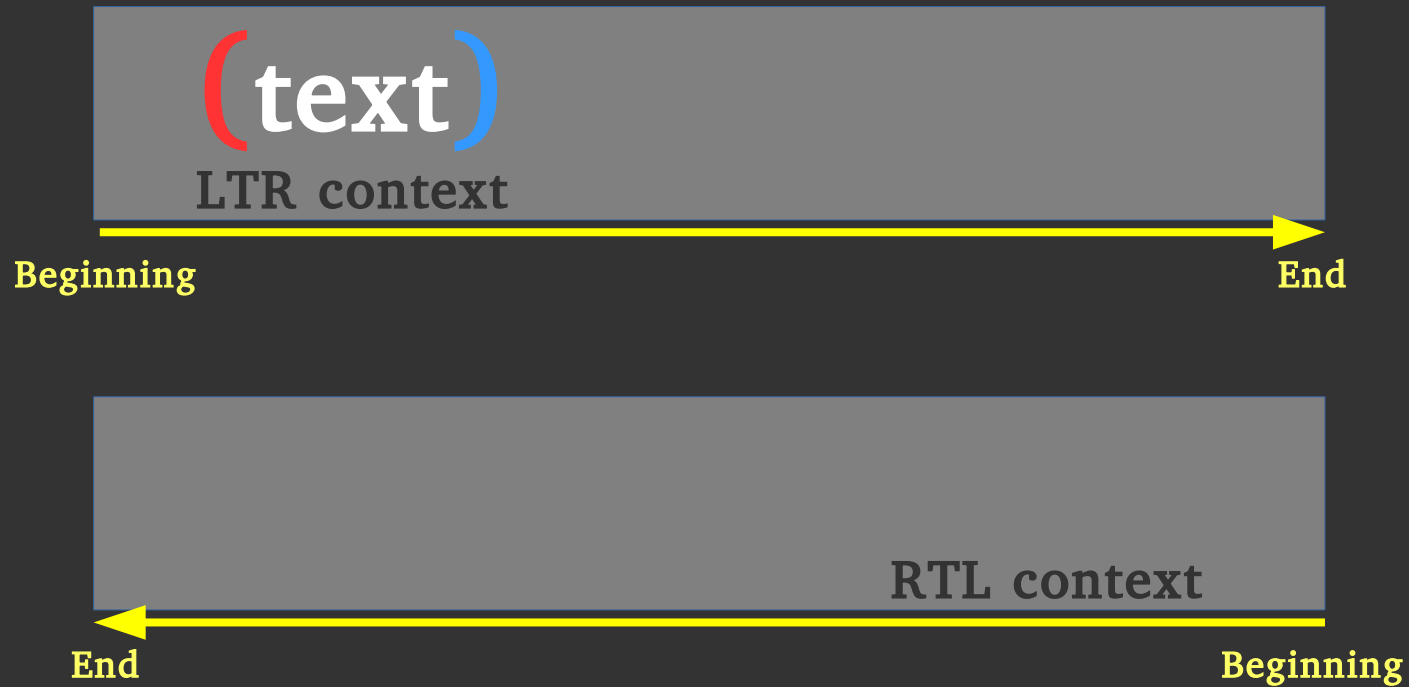 (text)
LTR context
Beginning
End
RTL context
End
Beginning